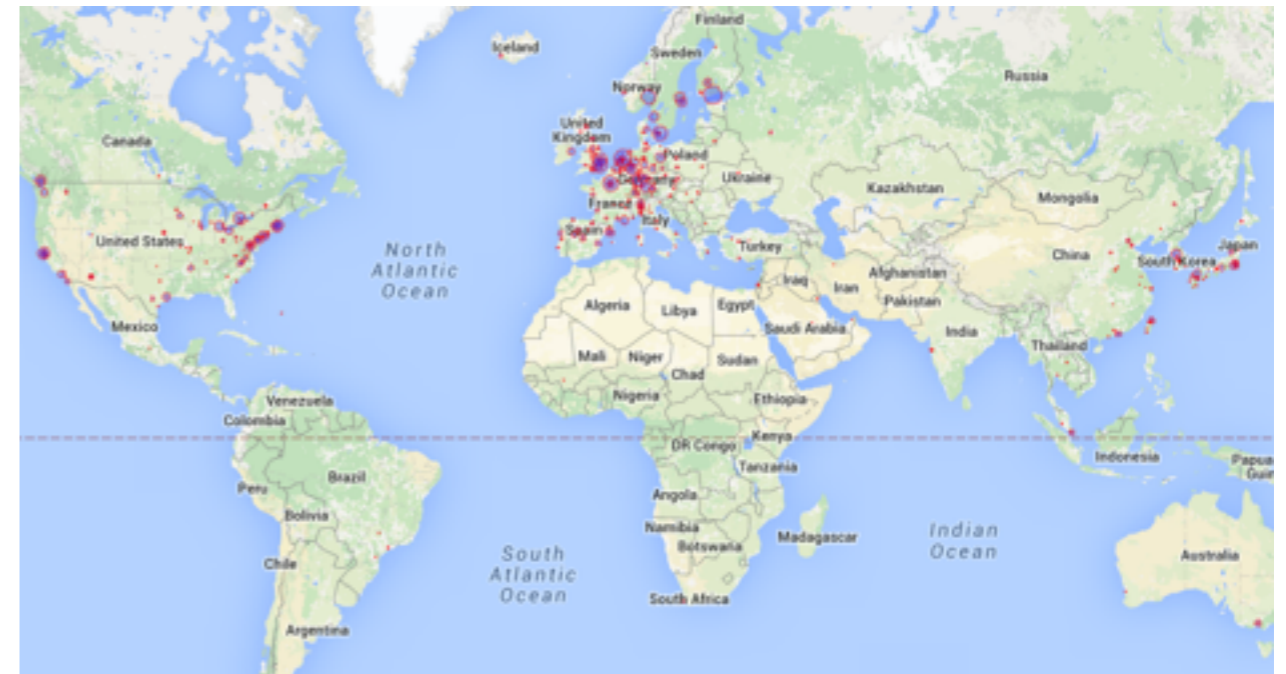 Finland
Iceland
Sweden
Russia
Norway
United
Kingdom
Canada
Poland
Germany
Ukraine
Kazakhstan
Mongolia
France
Italy
Spain
United States
North
Atlantic
Ocean
Turkey
China
Japan
South Korea
Iraq
Iran
Afghanistan
Pakistan
Algeria
Libya
Egypt
Saudi Arabia
India
Mexico
Thailand
Mali
Niger
Chad
Sudan
Nigeria
Ethiopia
Venezuela
Colombia
DR Congo
Kenya
Indonesia
Papua
Guin
Tanzania
Brazil
Peru
Angola
Bolivia
Namibia
Botswana
Madagascar
Indian
Ocean
Australia
South
Atlantic
Ocean
Chile
South Africa
Argentina